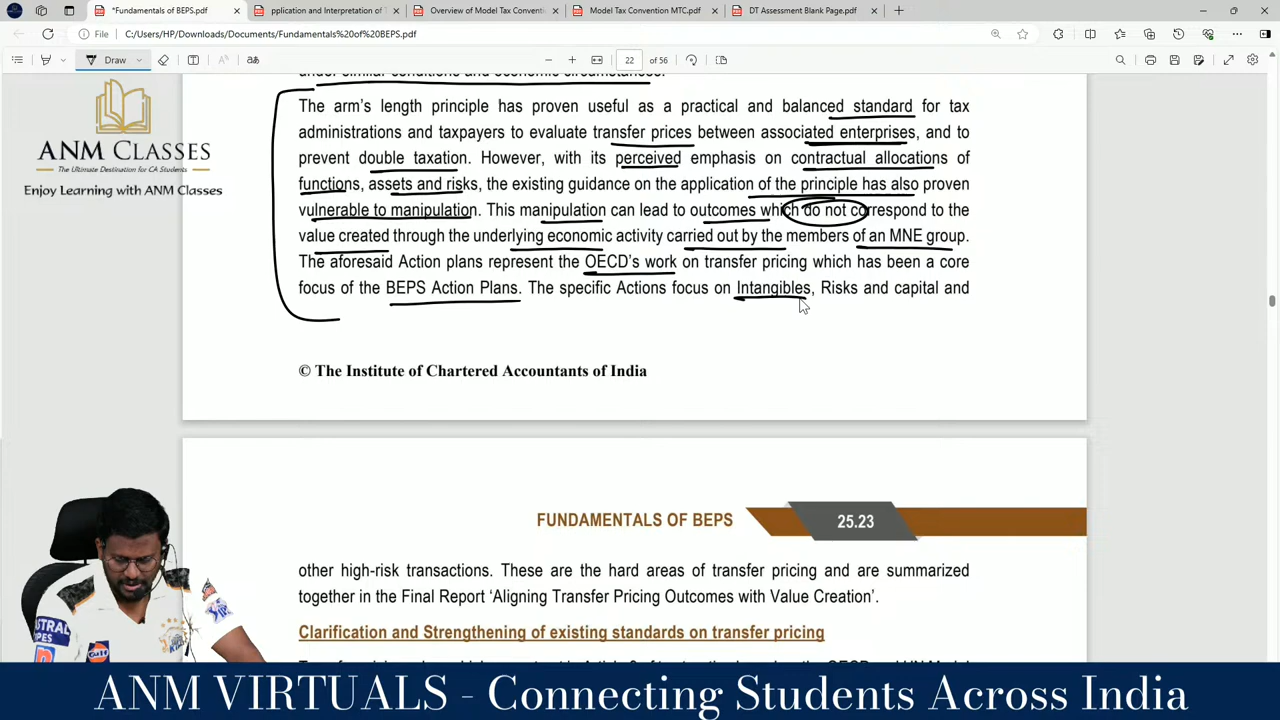 *Fundamentals of BEPS.pdf
pplication and Interpretation of
Overview of Model Tax Conventi
Model Tax Convention MTC.pdf
DT Assessment Blank Page.pdf
File
C:/Users/HP/Downloads/Documents/Fundamentals%20of%20BEPS.pdf
Draw
22 of 56
under similar conditions and economic circumstances.
The arm's length principle has proven useful as a practical and balanced standard for tax
administrations and taxpayers to evaluate transfer prices between associated enterprises, and to
prevent double taxation. However, with its perceived emphasis on contractual allocations of
functions, assets and risks, the existing guidance on the application of the principle has also proven
vulnerable to manipulation. This manipulation can lead to outcomes which do not correspond to the
value created through the underlying economic activity carried out by the members of an MNE group.
The aforesaid Action plans represent the OECD's work on transfer pricing which has been a core
focus of the BEPS Action Plans. The specific Actions focus on Intangibles, Risks and capital and
© The Institute of Chartered Accountants of India
FUNDAMENTALS OF BEPS 25.23
other high-risk transactions. These are the hard areas of transfer pricing and are summarized
together in the Final Report 'Aligning Transfer Pricing Outcomes with Value Creation'.
Clarification and Strengthening of existing standards on transfer pricing
ANM CLASSES
The Ultimate Destination for CA Students
Enjoy Learning with ANM Classes
ANM VIRTUALS - Connecting Students Across India